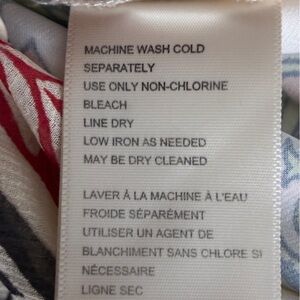 MACHINE WASH COLD
SEPARATELY
USE ONLY NON-CHLORINE
BLEACH
LINE DRY
LOW IRON AS NEEDED
MAY BE DRY CLEANED
LAVER À LA MACHINE À L'EAU
FROIDE SÉPARÉMENT
UTILISER UN AGENT DE
BLANCHIMENT SANS CHLORE SI
NÉCESSAIRE
LIGNE SEC